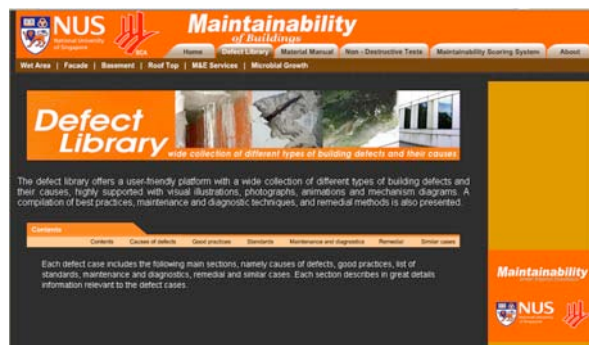 NUS
National University
of Singapore
BCA
Maintainability
of Buildings
Home Defect Library Material Manual Non - Destructive Tests Maintainability Scoring System About
Wet Area | Facade | Basement | Roof Top | M&E Services | Microbial Growth
Defect
Library
wide collection of different types of building defects and their causes
The defect library offers a user-friendly platform with a wide collection of different types of building defects and
their causes, highly supported with visual illustrations, photographs, animations and mechanism diagrams. A
compilation of best practices, maintenance and diagnostic techniques, and remedial methods is also presented.
Contents
Contents Causes of defects Good practices Standards Maintenance and diagnostics Remedial Similar cases
Each defect case includes the following main sections, namely causes of defects, good practices, list of
standards, maintenance and diagnostics, remedial and similar cases. Each section describes in great details
information relevant to the defect cases.
Maintainability
NUS